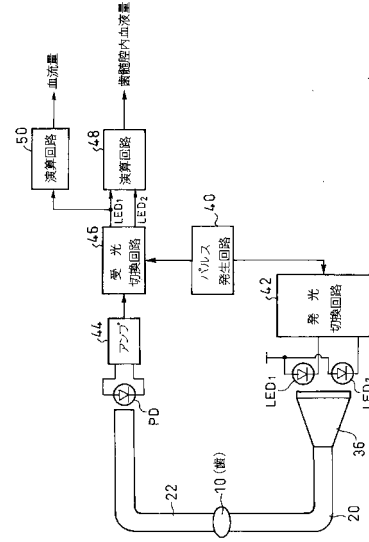 血流量
歯髄腔内血液量
50
演算回路
48
演算回路
LED1
LED2
46
受光
切換回路
40
パルス
発生回路
44
アンプ
PD
42
発光
切換回路
LED1
36
22
10(歯)
20